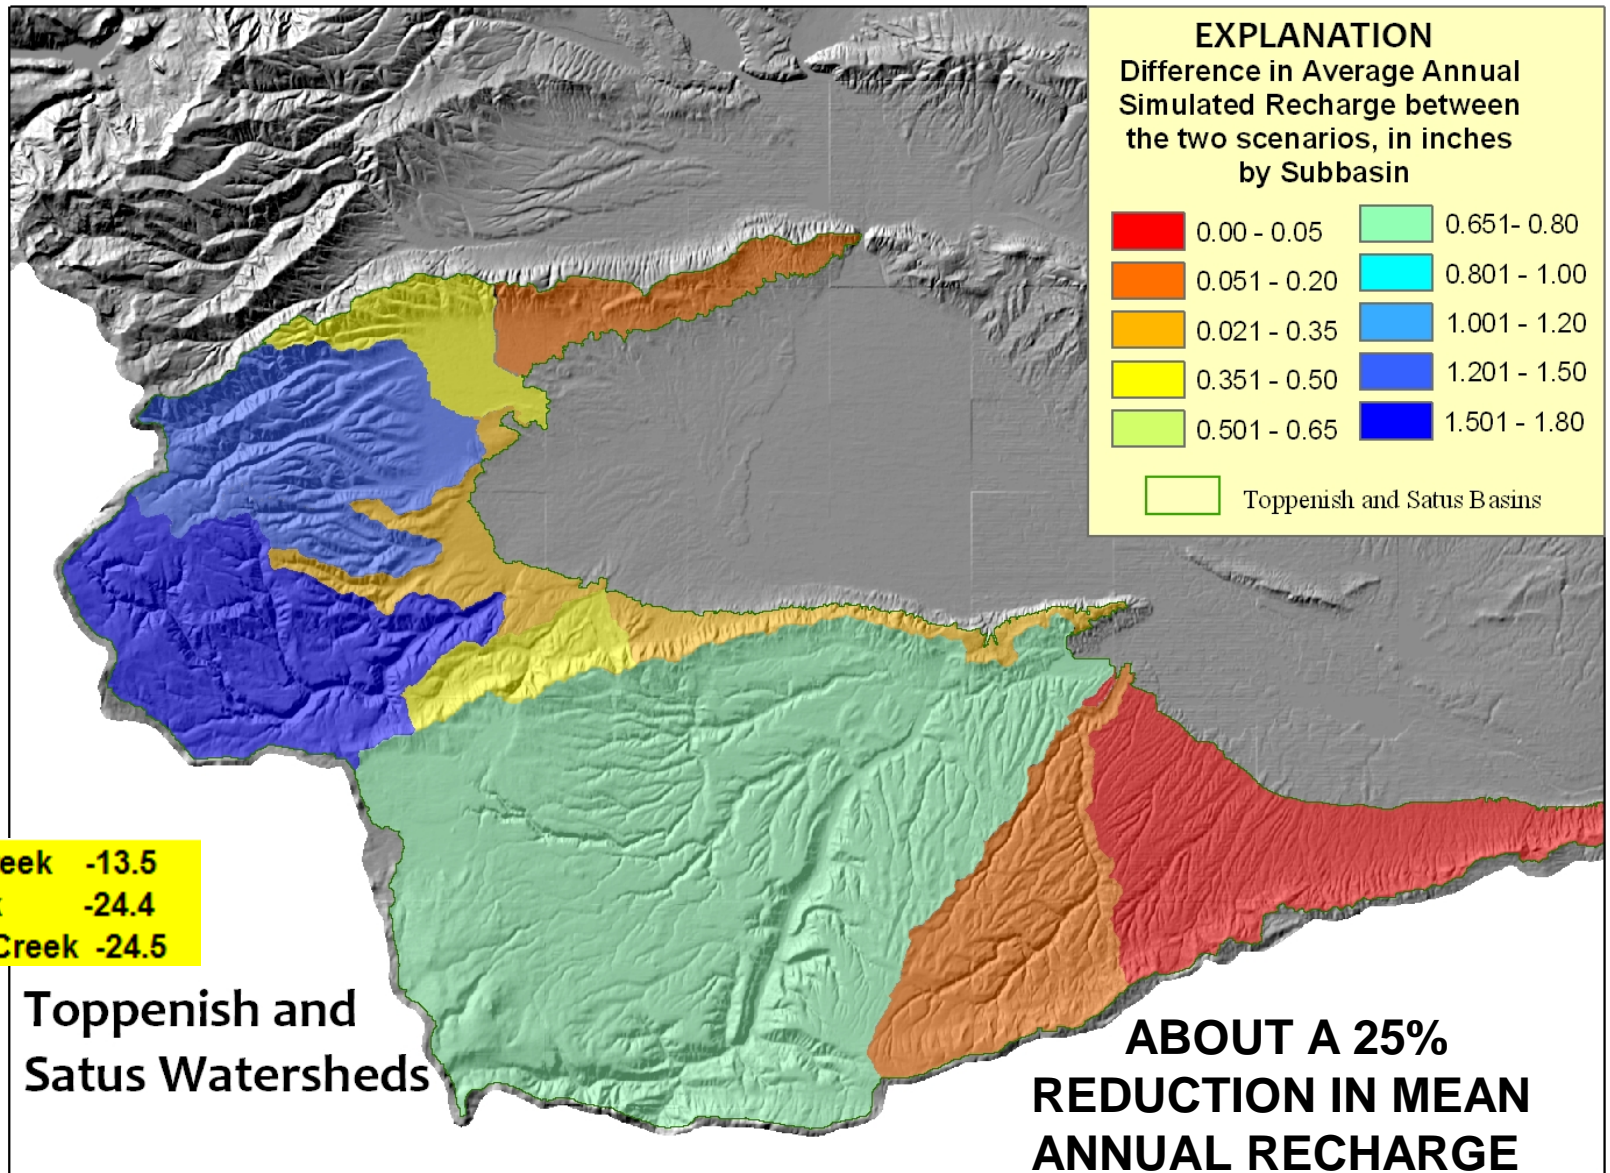 EXPLANATION
Difference in Average Annual
Simulated Recharge between
the two scenarios, in inches
by Subbasin
0.00 - 0.05
0.051 - 0.20
0.021 - 0.35
0.351 - 0.50
0.501 - 0.65
0.651- 0.80
0.801 - 1.00
1.001 - 1.20
1.201 - 1.50
1.501 - 1.80
Toppenish and Satus Basins
-13.5
-24.4
Creek -24.5
Toppenish and
Satus Watersheds
ABOUT A 25%
REDUCTION IN MEAN
ANNUAL RECHARGE